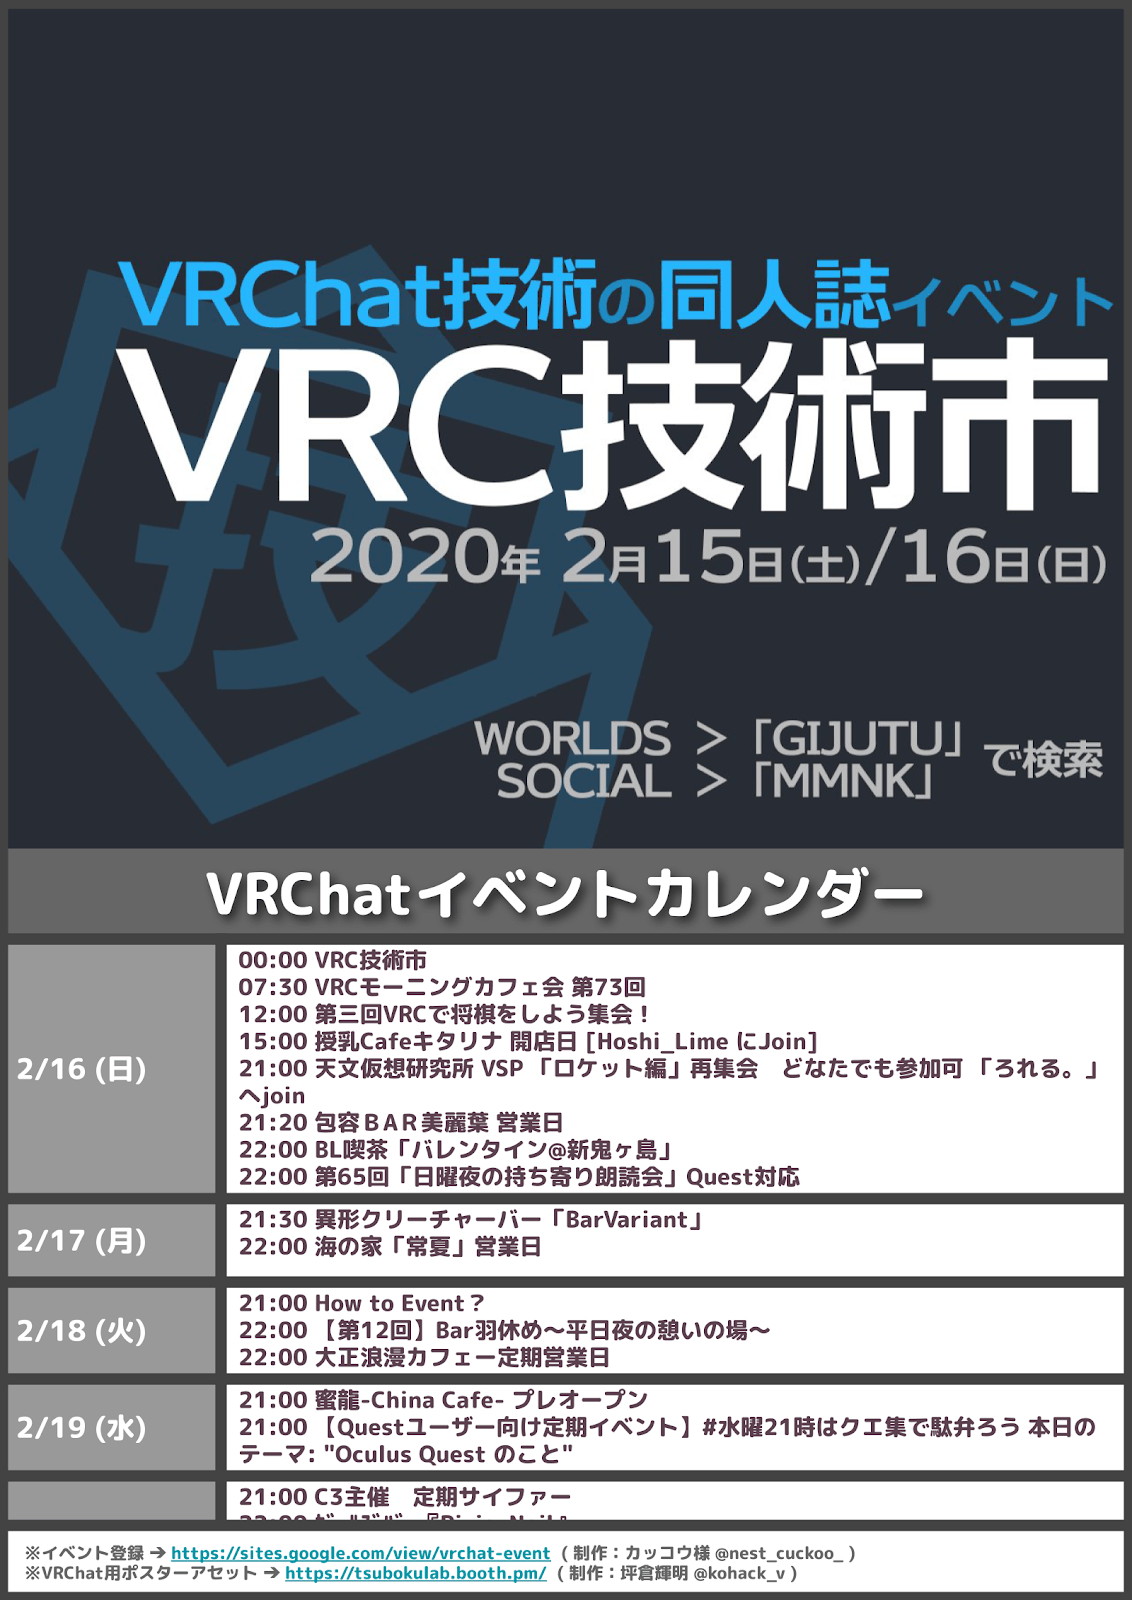 VRChat技術の同人誌イベント
VRC技術市
2020年 2月15日(土)/16日(日)
WORLDS ＞「GIJUTU」で検索
SOCIAL ＞「MMNK」
技
VRChatイベントカレンダー
2/16 (日)
00:00 VRC技術市
07:30 VRCモーニングカフェ会 第73回
12:00 第三回VRCで将棋をしよう集会！
15:00 授乳Cafeキタリナ 開店日 [Hoshi_Lime にJoin]
21:00 天文仮想研究所 VSP 「ロケット編」再集会　どなたでも参加可 「ろれる。」
へjoin
21:20 包容ＢＡＲ美麗葉 営業日
22:00 BL喫茶「バレンタイン@新鬼ヶ島」
22:00 第65回「日曜夜の持ち寄り朗読会」Quest対応
2/17 (月)
21:30 異形クリーチャーバー「BarVariant」
22:00 海の家「常夏」営業日
2/18 (火)
21:00 How to Event？
22:00 【第12回】Bar羽休め～平日夜の憩いの場～
22:00 大正浪漫カフェー定期営業日
2/19 (水)
21:00 蜜龍-China Cafe- プレオープン
21:00 【Questユーザー向け定期イベント】#水曜21時はクエ集で駄弁ろう 本日の
テーマ: "Oculus Quest のこと"
21:00 C3主催　定期サイファー
※イベント登録 → https://sites.google.com/view/vrchat-event （ 制作：カッコウ様 @nest_cuckoo_ ）
※VRChat用ポスターアセット → https://tsubokulab.booth.pm/ （ 制作：坪倉輝明 @kohack_v ）